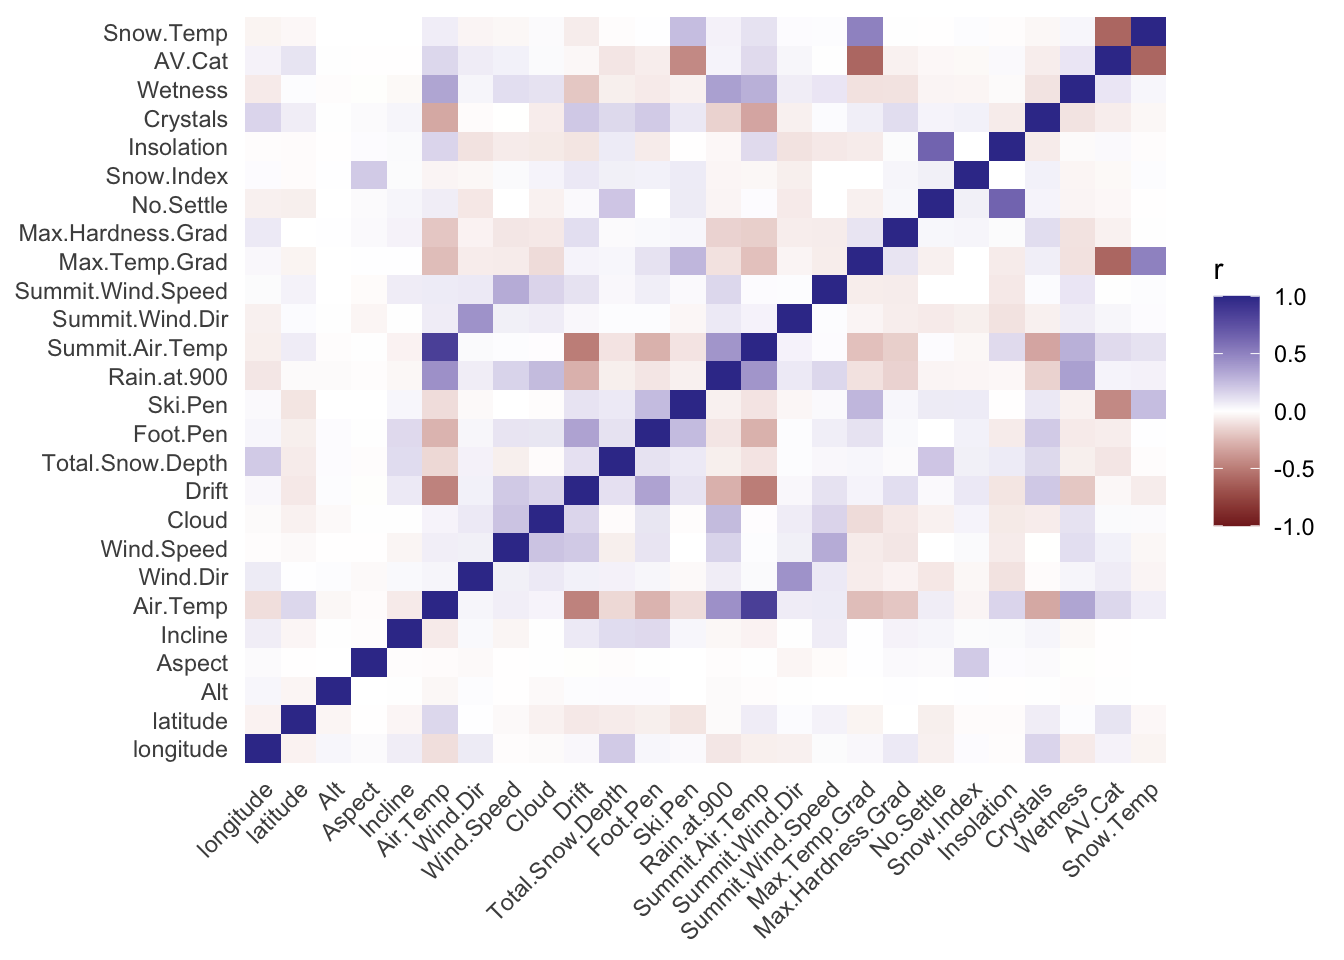 Snow.Temp
AV.Cat
Wetness
Crystals
Insolation
Snow.Index
No.Settle
Max.Hardness.Grad
Max.Temp.Grad
Summit.Wind.Speed
Summit.Wind.Dir
Summit.Air.Temp
Rain.at.900
Ski.Pen
Foot.Pen
Total.Snow.Depth
Drift
Cloud
Wind.Speed
Wind.Dir
Air.Temp
Incline
Aspect
Alt
latitude
longitude
longitude
latitude
Alt
Aspect
Incline
Air.Temp
Wind.Dir
Wind.Speed
Cloud
Drift
Total.Snow.Depth
Foot.Pen
Ski.Pen
Rain.at.900
Summit.Air.Temp
Summit.Wind.Dir
Summit.Wind.Speed
Max.Temp.Grad
Max.Hardness.Grad
No.Settle
Snow.Index
Insolation
Crystals
Wetness
AV.Cat
Snow.Temp
r
1.0
0.5
0.0
-0.5
-1.0